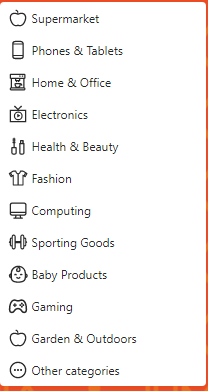 Supermarket
Phones & Tablets
Home & Office
Electronics
Health & Beauty
Fashion
Computing
Sporting Goods
Baby Products
Gaming
Garden & Outdoors
Other categories